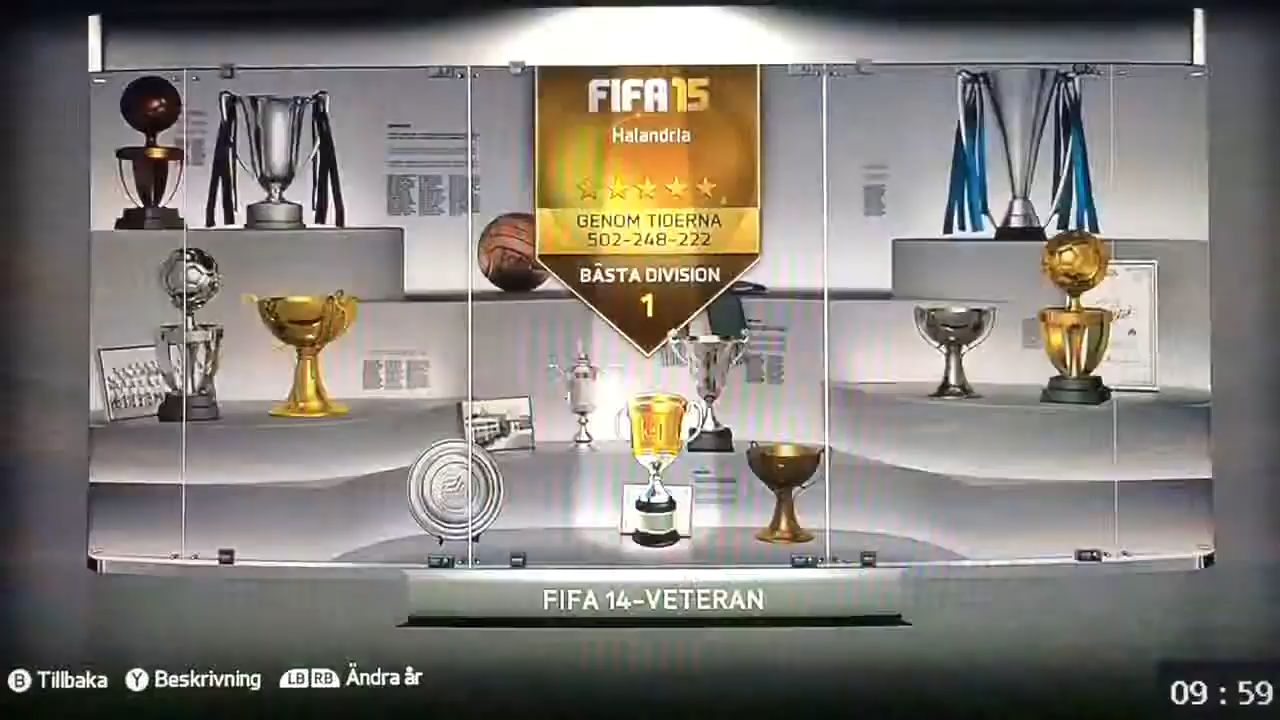 FIFA 15
Halandria
GENOM TIDERNA
502-248-222
BÄSTA DIVISION
1
FIFA 14-VETERAN
B Tillbaka Y Beskrivning LB RB Ändra år
09 : 59